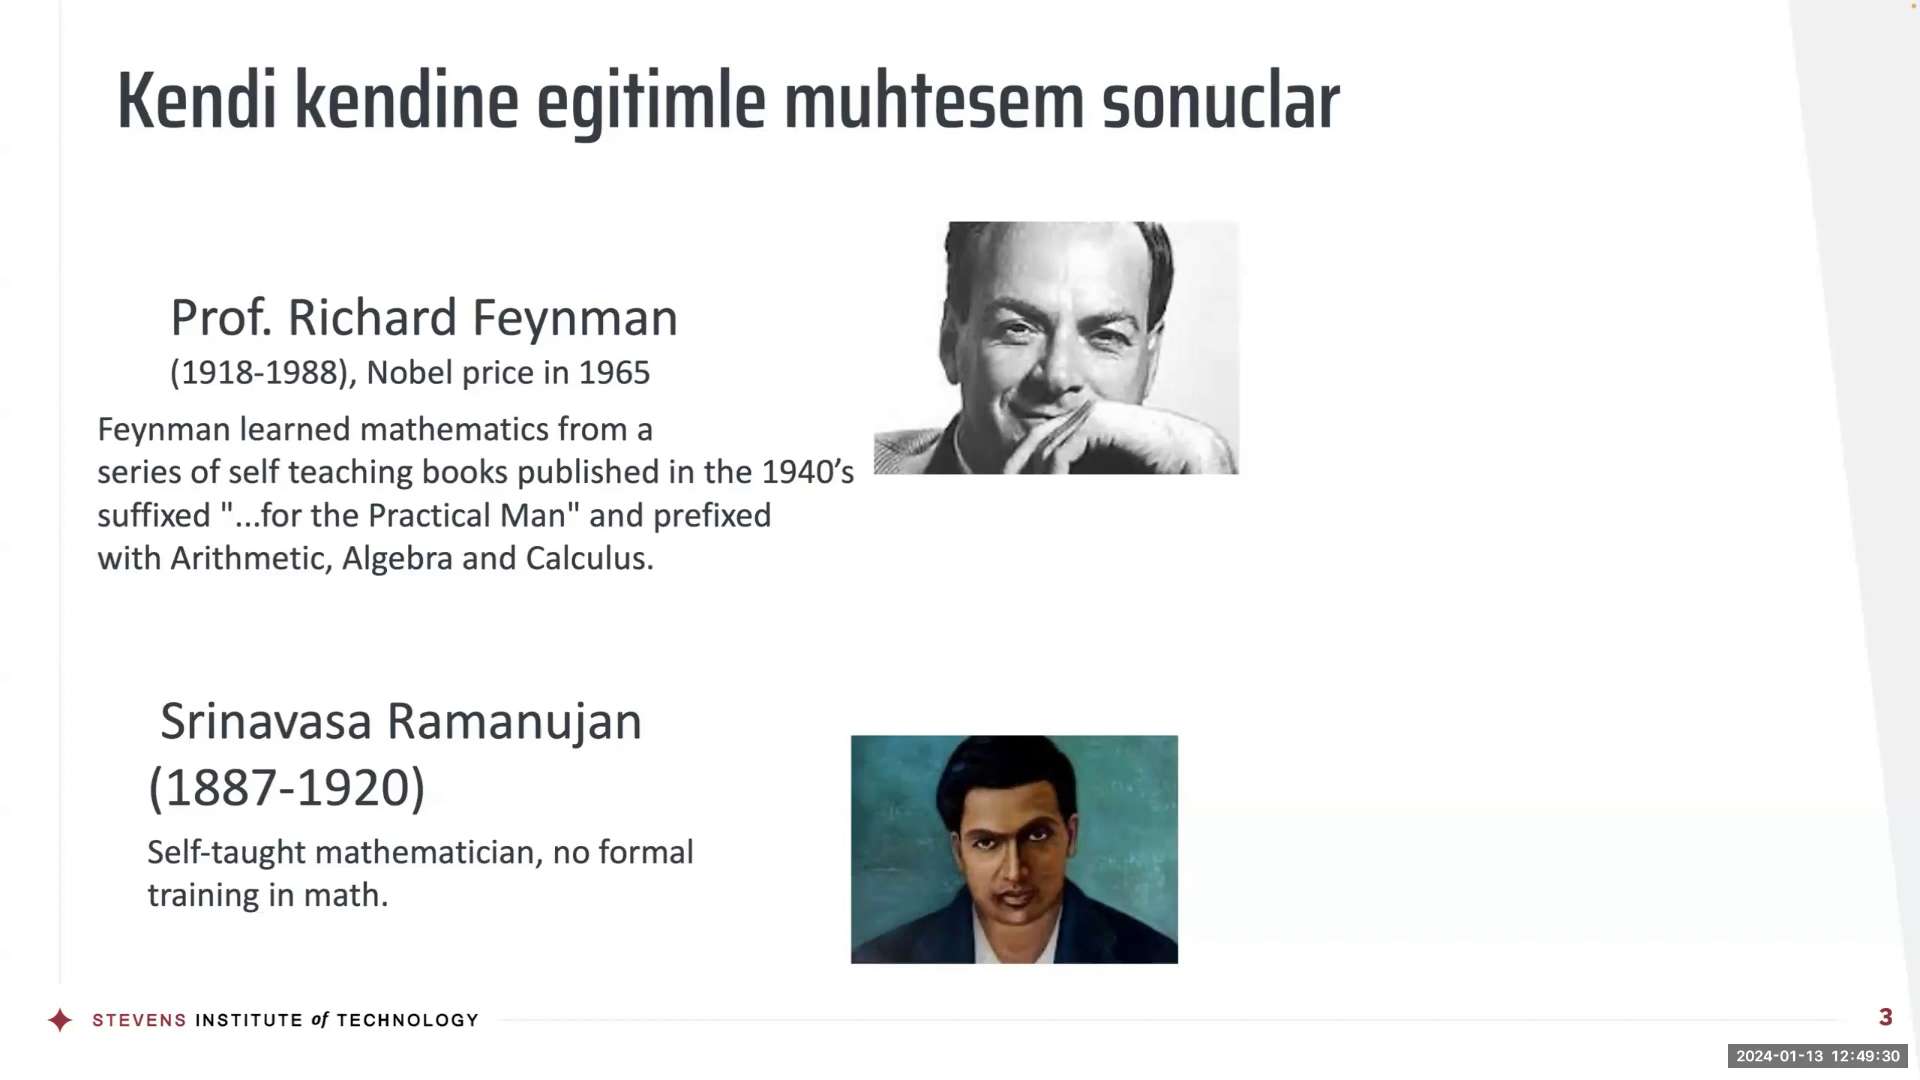 Kendi kendine egitimle muhtesem sonuclar
Prof. Richard Feynman
(1918-1988), Nobel price in 1965
Feynman learned mathematics from a
series of self teaching books published in the 1940’s
suffixed "...for the Practical Man" and prefixed
with Arithmetic, Algebra and Calculus.
Srinavasa Ramanujan
(1887-1920)
Self-taught mathematician, no formal
training in math.
STEVENS INSTITUTE of TECHNOLOGY
3
2024-01-13 12:49:30